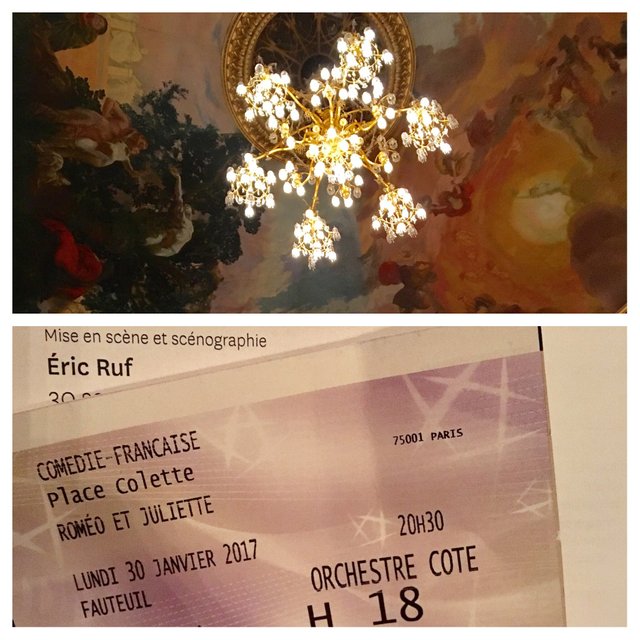 Mise en scène et scénographie
Éric Ruf
COMEDIE-FRANCAISE
75001 PARIS
Place Colette
ROMÉO ET JULIETTE
20H30
LUNDI 30 JANVIER 2017
ORCHESTRE COTE
FAUTEUIL
H 18